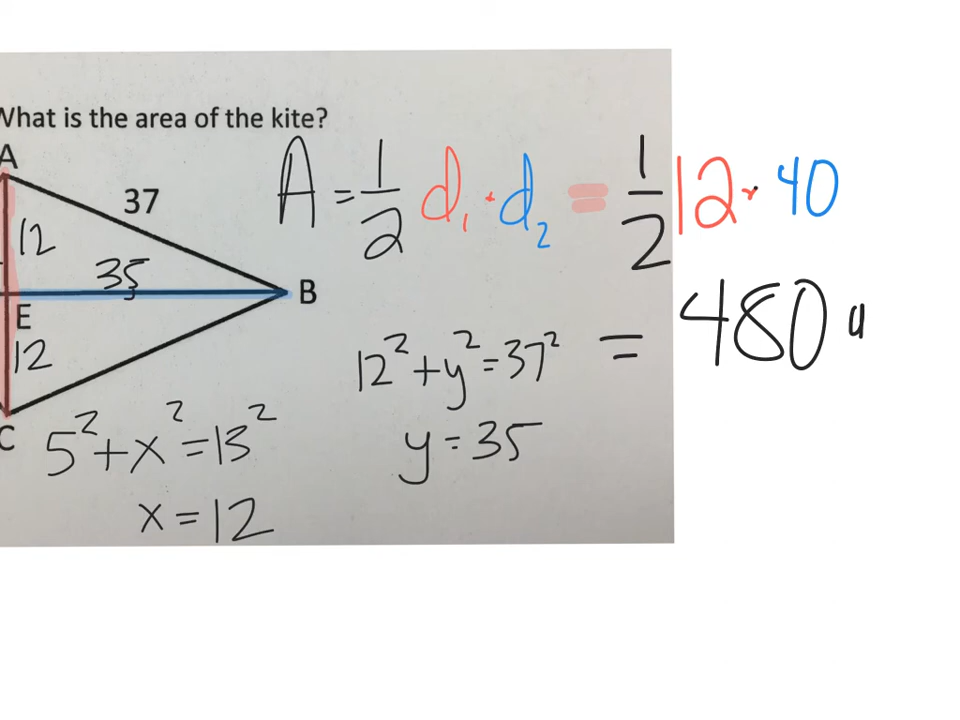 What is the area of the kite?
A
37
A = 1/2 d₁ · d₂ = 1/2 12 · 40
12
35
B
E
12
= 480 u
12² + y² = 37²
C
5² + x² = 13²
y = 35
x = 12